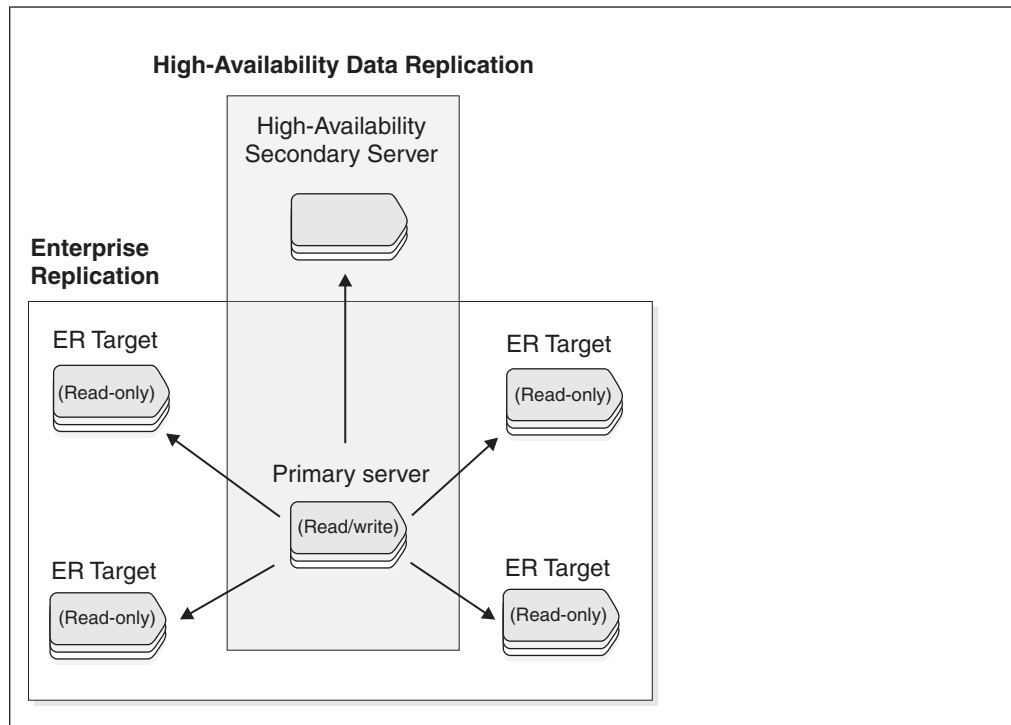 High-Availability Data Replication
High-Availability
Secondary Server
Enterprise
Replication
ER Target
(Read-only)
ER Target
(Read-only)
Primary server
(Read/write)
ER Target
(Read-only)
ER Target
(Read-only)